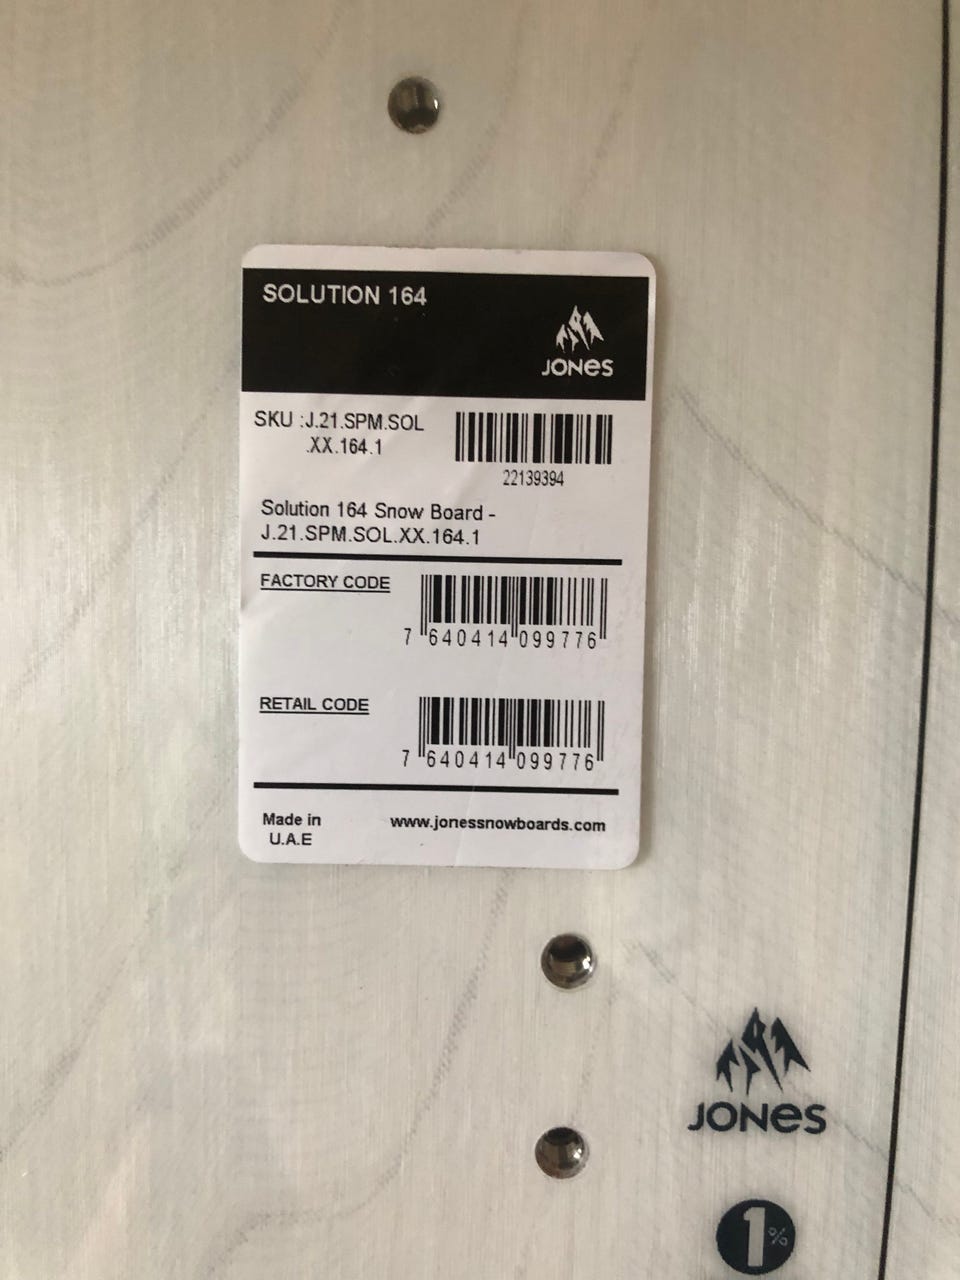 SOLUTION 164
JONES
SKU :J.21.SPM.SOL
.XX.164.1
22139394
Solution 164 Snow Board -
J.21.SPM.SOL.XX.164.1
FACTORY CODE
7 640414 099776
RETAIL CODE
7 640414 099776
Made in
U.A.E
www.jonessnowboards.com
JONES
1%